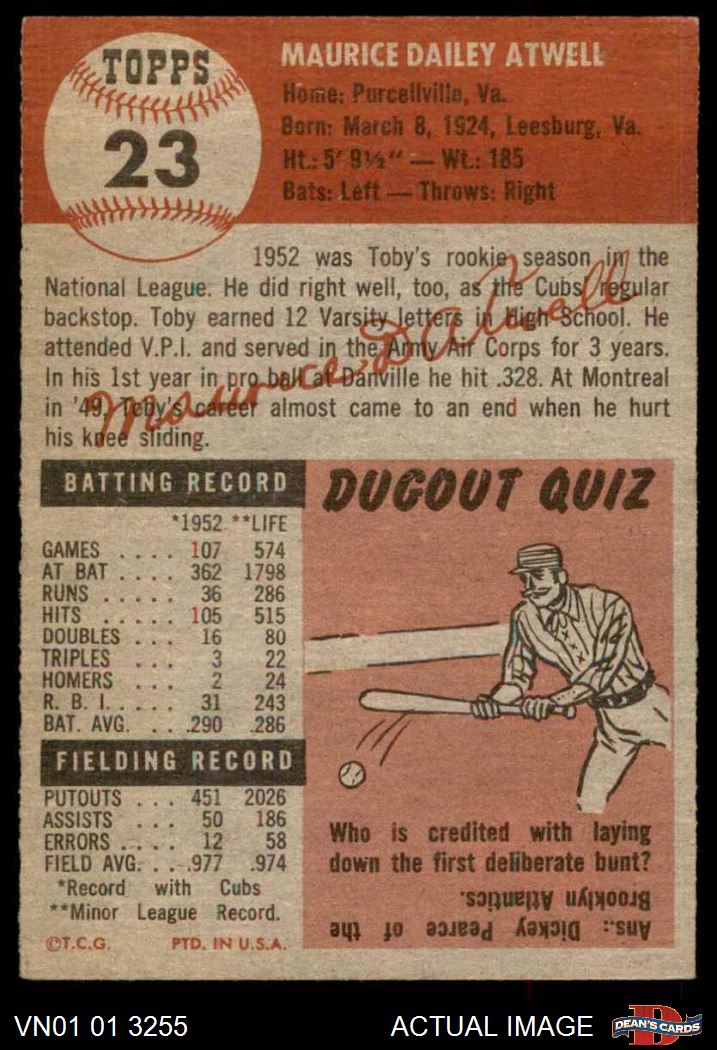 TOPPS
23
MAURICE DAILEY ATWELL
Home: Purcellville, Va.
Born: March 8, 1924, Leesburg, Va.
Ht.: 5' 9½" — Wt.: 185
Bats: Left — Throws: Right
1952 was Toby's rookie season in the
National League. He did right well, too, as the Cubs' regular
backstop. Toby earned 12 Varsity letters in High School. He
attended V.P.I. and served in the Army Air Corps for 3 years.
In his 1st year in pro ball at Danville he hit .328. At Montreal
in '49, Toby's career almost came to an end when he hurt
his knee sliding.
Maurice D Atwell
BATTING RECORD
*1952 **LIFE
GAMES .... 107 574
AT BAT .... 362 1798
RUNS ..... 36 286
HITS ..... 105 515
DOUBLES ... 16 80
TRIPLES ... 3 22
HOMERS ... 2 24
R. B. I. .... 31 243
BAT. AVG. ... .290 .286
FIELDING RECORD
PUTOUTS ... 451 2026
ASSISTS ... 50 186
ERRORS .... 12 58
FIELD AVG. .. .977 .974
*Record with Cubs
**Minor League Record.
©T.C.G. PTD. IN U.S.A.
DUGOUT QUIZ
Who is credited with laying
down the first deliberate bunt?
Ans.: Dickey Pearce of the
Brooklyn Atlantics.
VN01 01 3255 ACTUAL IMAGE DEAN'S CARDS